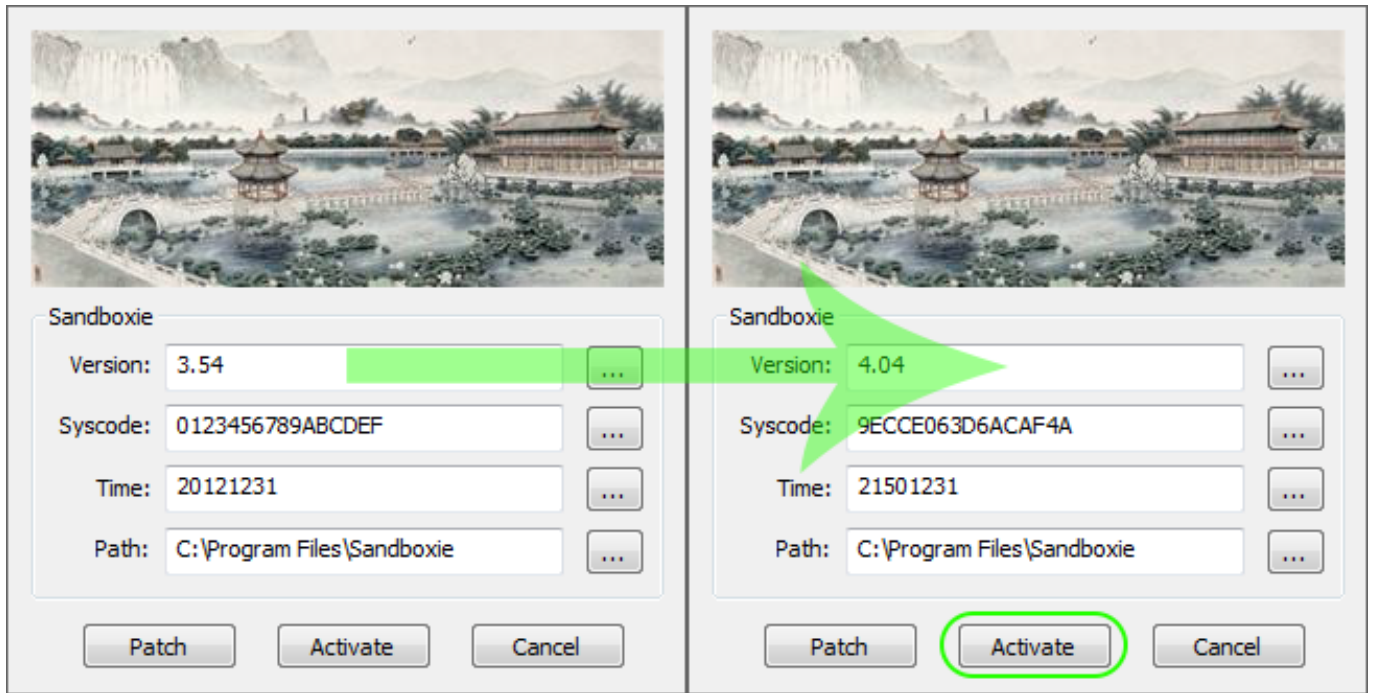 Sandboxie
Version: 3.54 ...
Syscode: 0123456789ABCDEF ...
Time: 20121231 ...
Path: C:\Program Files\Sandboxie ...
Patch Activate Cancel
Sandboxie
Version: 4.04 ...
Syscode: 9ECCE063D6ACAF4A ...
Time: 21501231 ...
Path: C:\Program Files\Sandboxie ...
Patch Activate Cancel